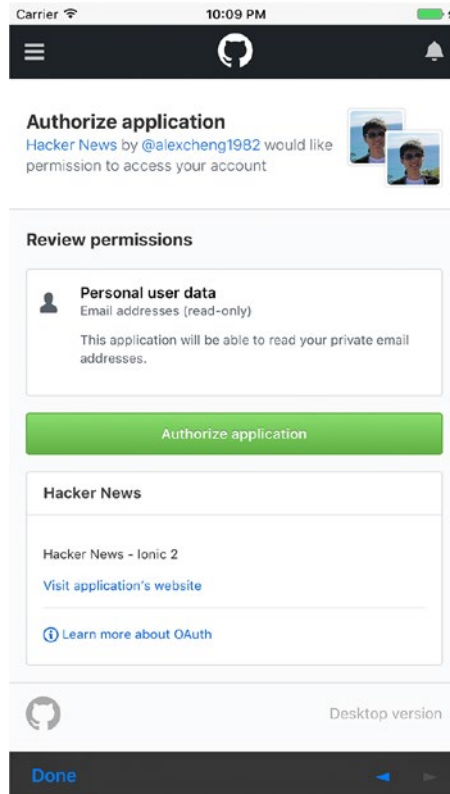 Carrier 10:09 PM
Authorize application
Hacker News by @alexcheng1982 would like
permission to access your account
Review permissions
Personal user data
Email addresses (read-only)
This application will be able to read your private email
addresses.
Authorize application
Hacker News
Hacker News - Ionic 2
Visit application's website
Learn more about OAuth
Desktop version
Done